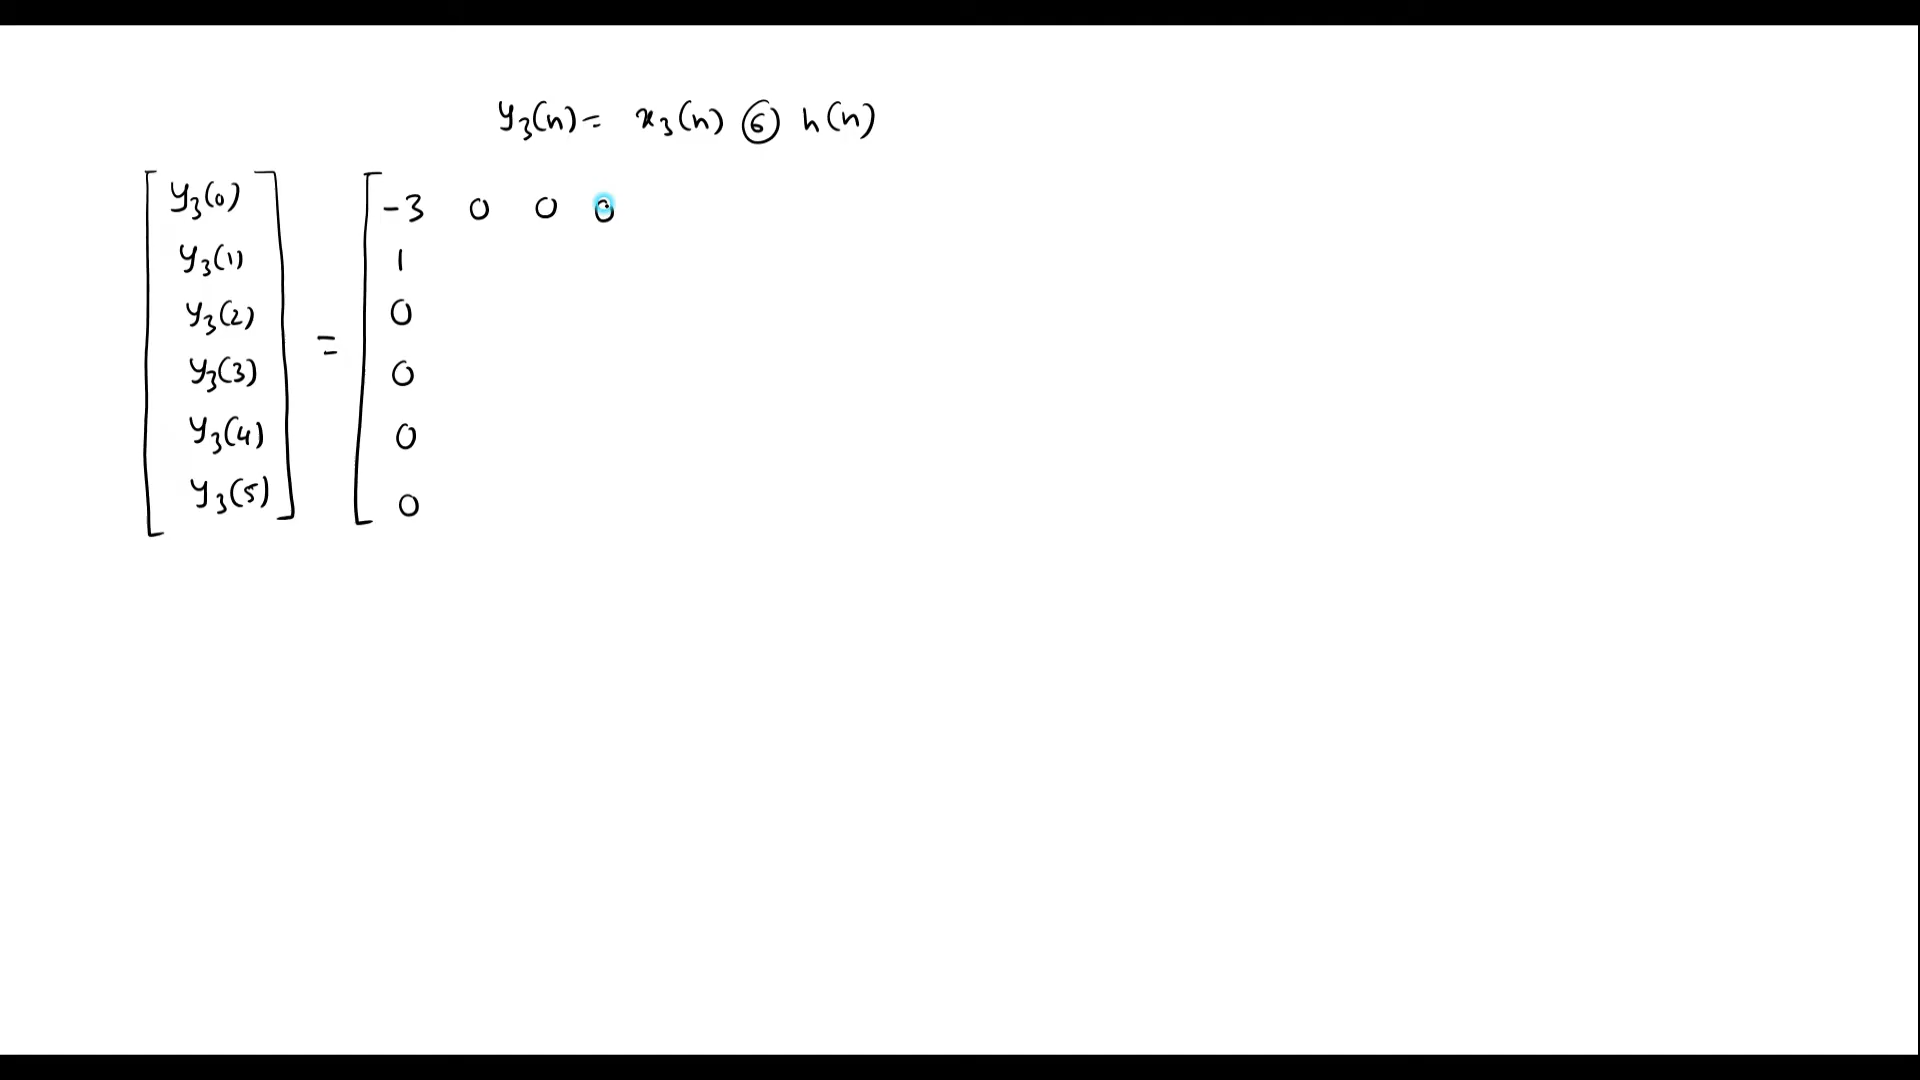 y₃(n) = x₃(n) ⑥ h(n)
y₃(0) -3 0 0 0
y₃(1) 1
y₃(2) 0
y₃(3) = 0
y₃(4) 0
y₃(5) 0